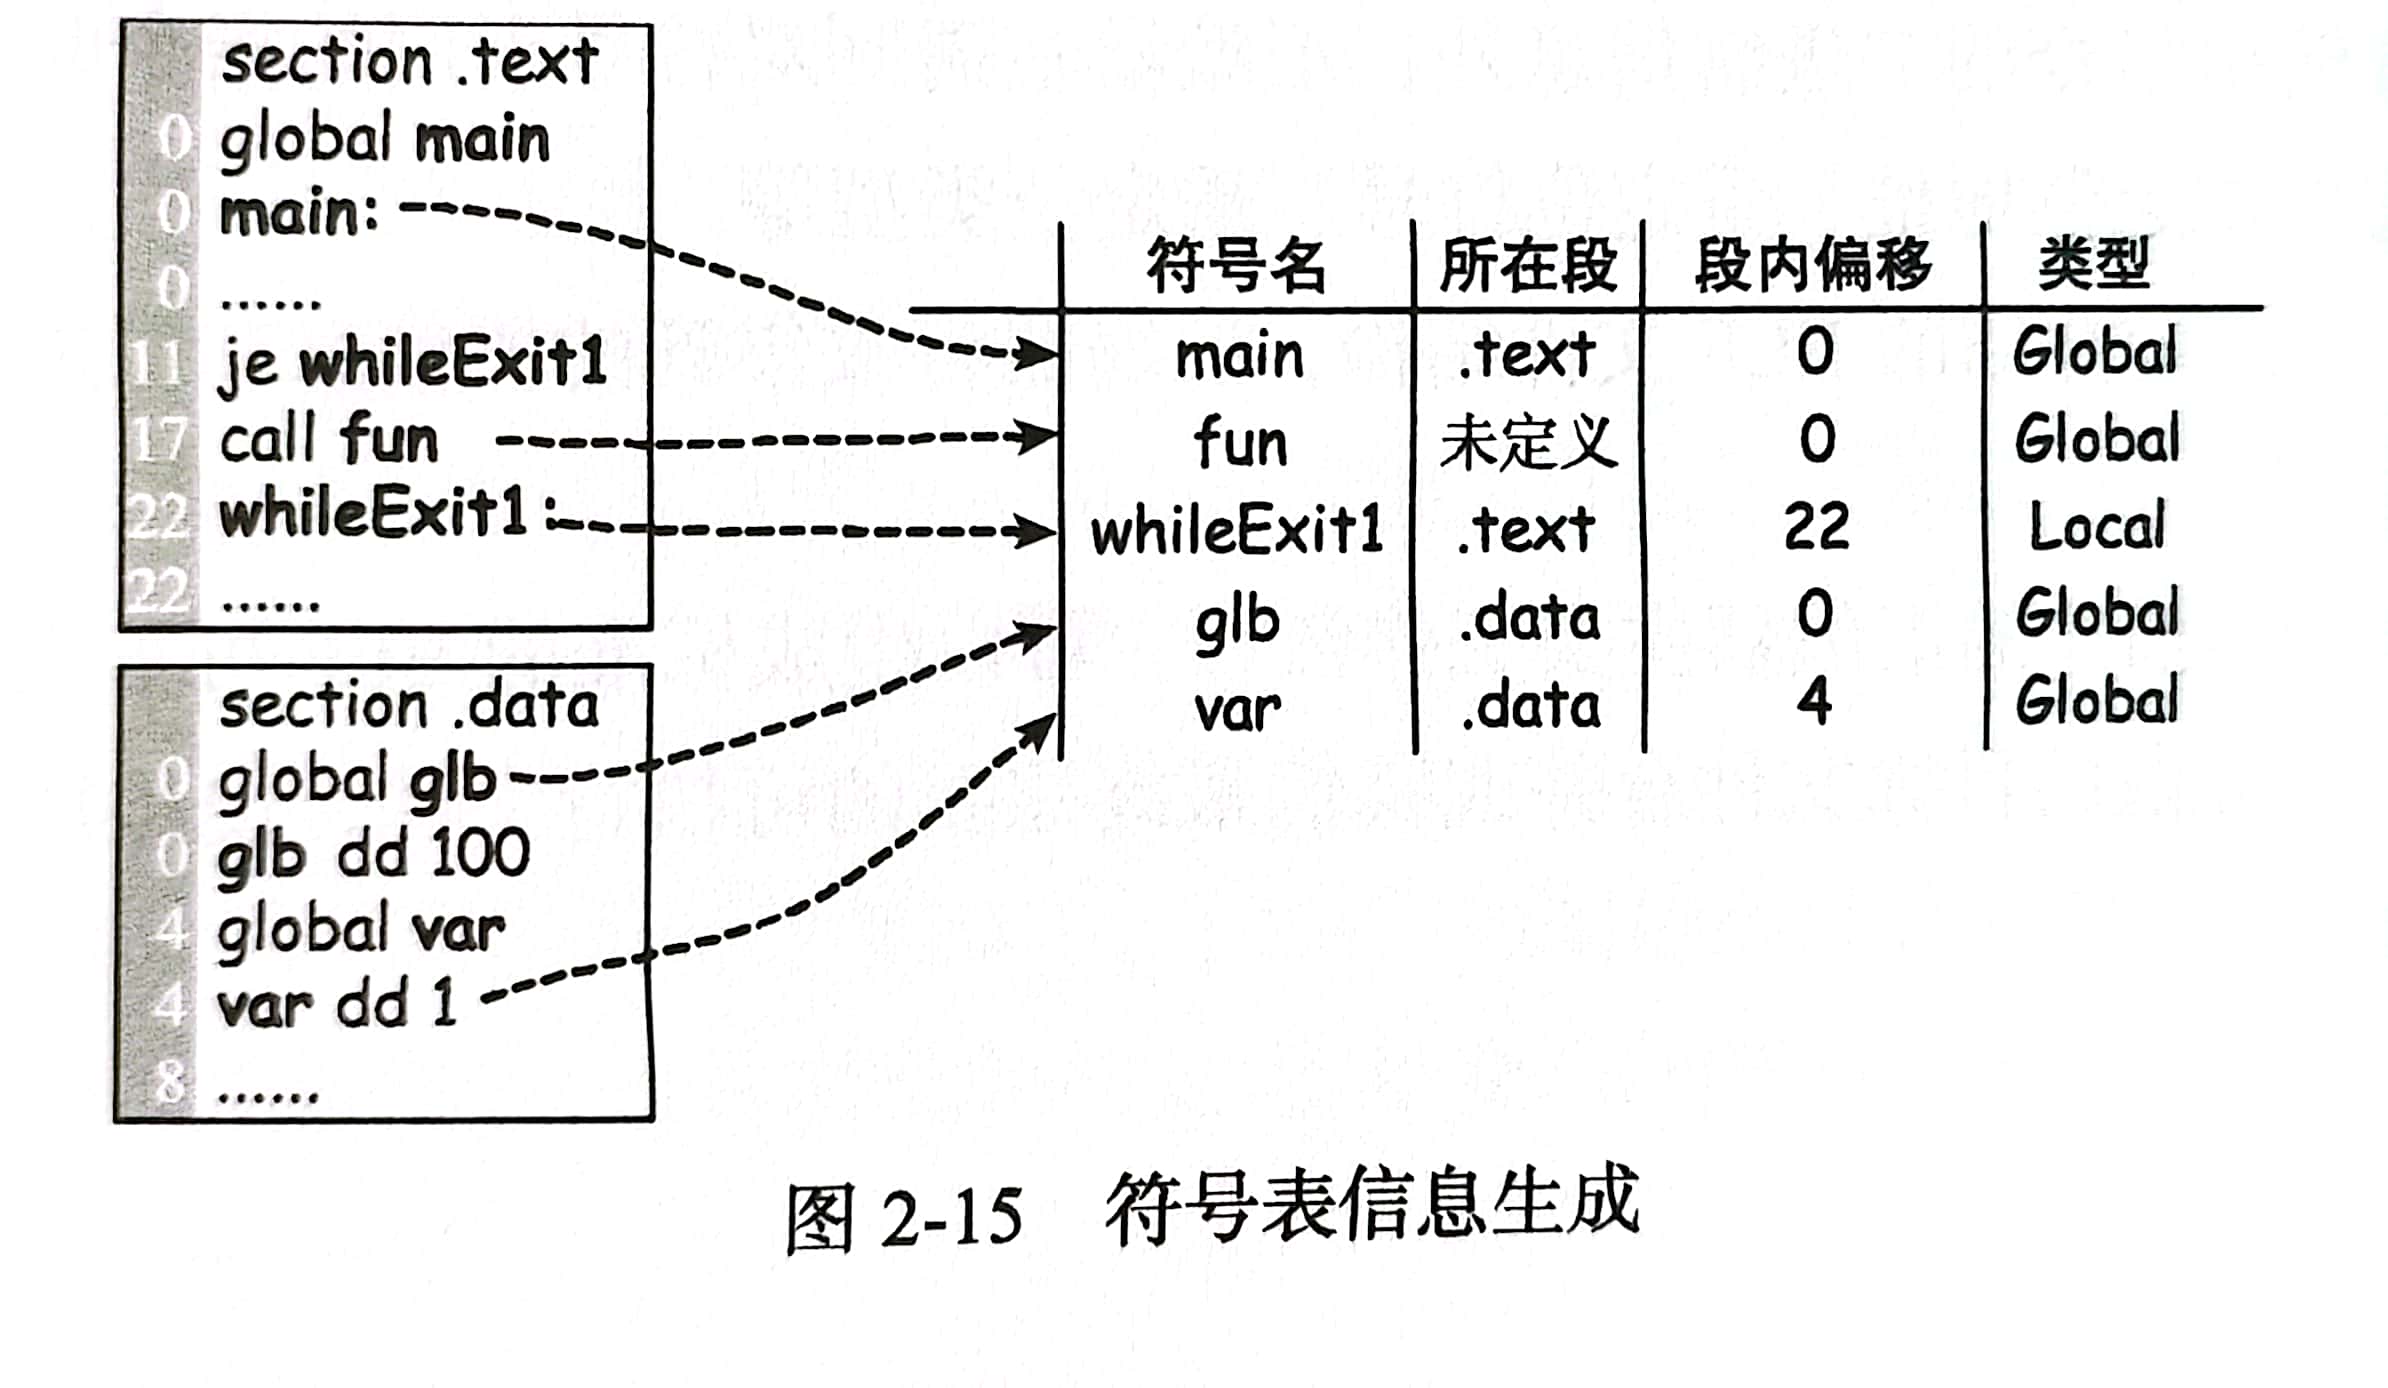 section .text
0 global main
0 main:
0 ......
11 je whileExit1
17 call fun
22 whileExit1:
22 ......
section .data
0 global glb
0 glb dd 100
4 global var
4 var dd 1
8 ......
符号名 所在段 段内偏移 类型
main .text 0 Global
fun 未定义 0 Global
whileExit1 .text 22 Local
glb .data 0 Global
var .data 4 Global
图 2-15 符号表信息生成